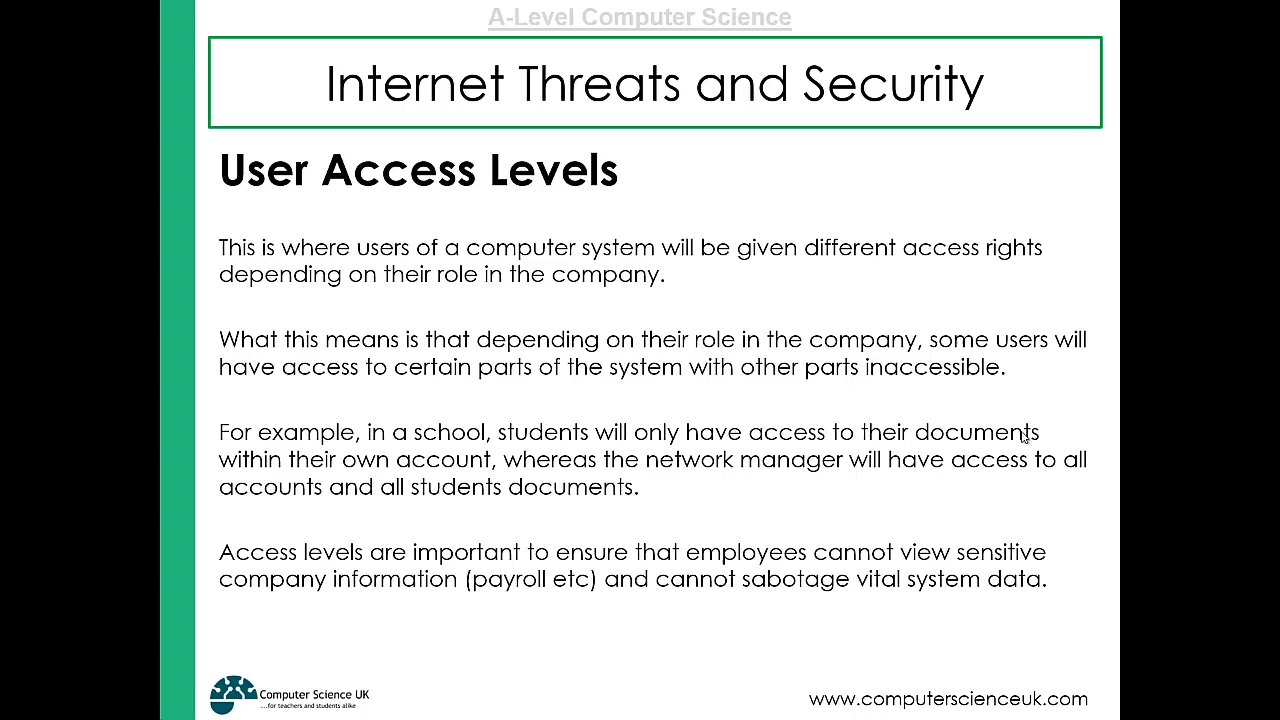 A-Level Computer Science
Internet Threats and Security
User Access Levels
This is where users of a computer system will be given different access rights
depending on their role in the company.
What this means is that depending on their role in the company, some users will
have access to certain parts of the system with other parts inaccessible.
For example, in a school, students will only have access to their documents
within their own account, whereas the network manager will have access to all
accounts and all students documents.
Access levels are important to ensure that employees cannot view sensitive
company information (payroll etc) and cannot sabotage vital system data.
Computer Science UK
...for teachers and students alike
www.computerscienceuk.com